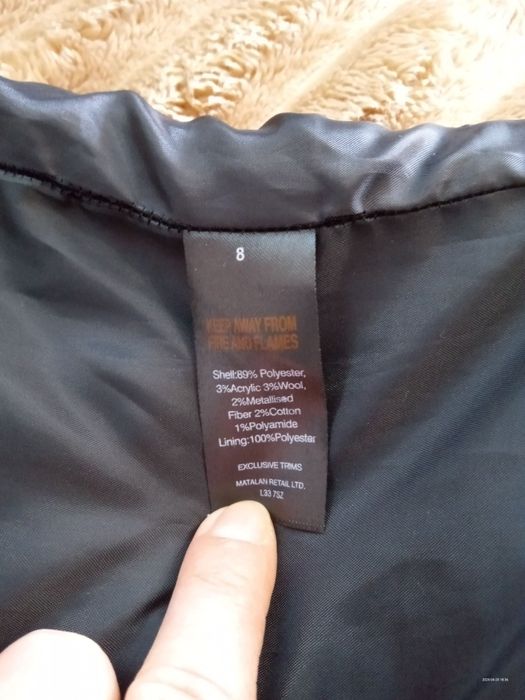 8
KEEP AWAY FROM
FIRE AND FLAMES
Shell:89% Polyester,
3%Acrylic 3%Wool,
2%Metallised
Fiber 2%Cotton
1%Polyamide
Lining:100%Polyester
EXCLUSIVE TRIMS
MATALAN RETAIL LTD.
L33 7SZ